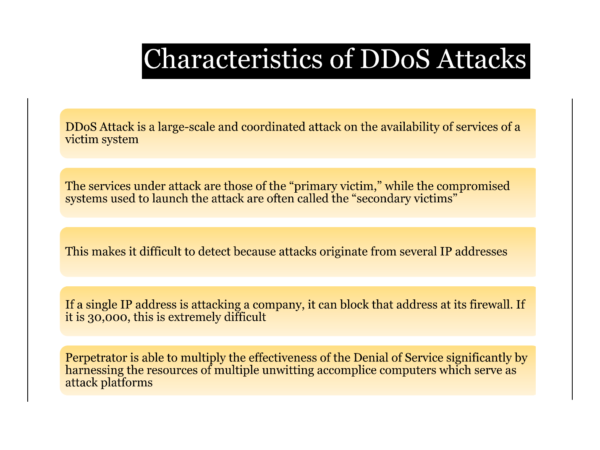 Characteristics of DDoS Attacks
DDoS Attack is a large-scale and coordinated attack on the availability of services of a
victim system
The services under attack are those of the “primary victim,” while the compromised
systems used to launch the attack are often called the “secondary victims”
This makes it difficult to detect because attacks originate from several IP addresses
If a single IP address is attacking a company, it can block that address at its firewall. If
it is 30,000, this is extremely difficult
Perpetrator is able to multiply the effectiveness of the Denial of Service significantly by
harnessing the resources of multiple unwitting accomplice computers which serve as
attack platforms